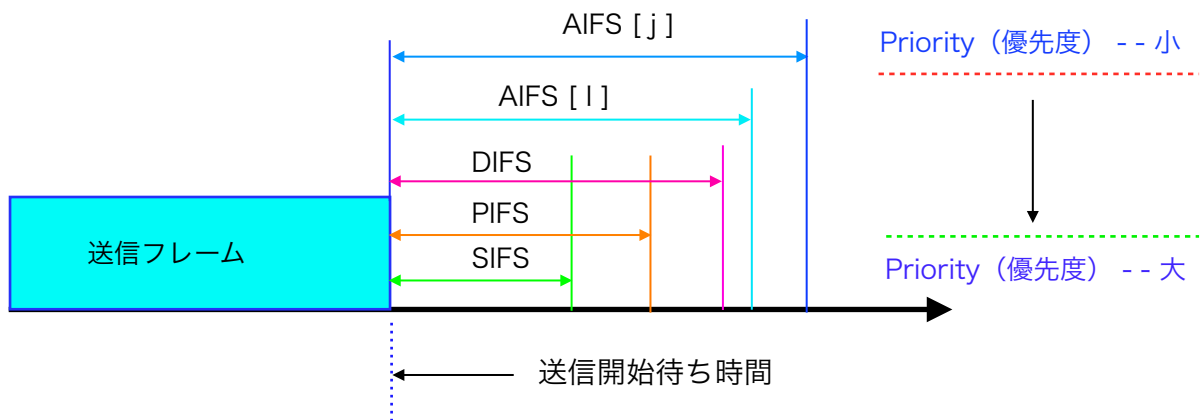 AIFS [ j ]
Priority（優先度） - - 小
AIFS [ l ]
DIFS
PIFS
送信フレーム
SIFS
Priority（優先度） - - 大
送信開始待ち時間